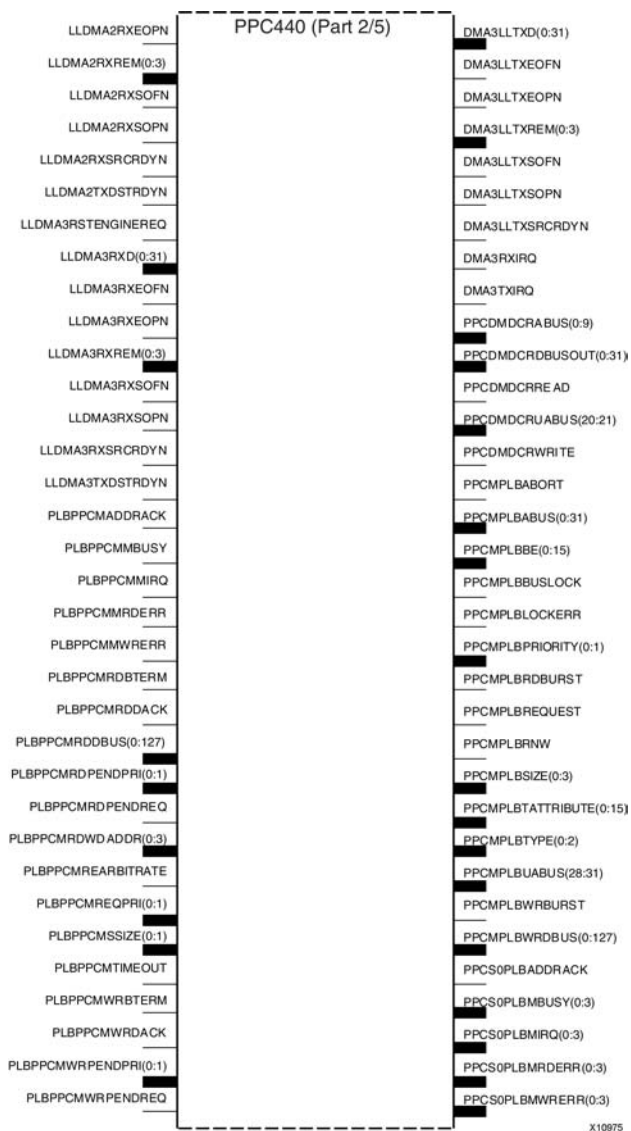 PPC440 (Part 2/5)
LLDMA2RXEOPN
LLDMA2RXREM(0:3)
LLDMA2RXSOFN
LLDMA2RXSOPN
LLDMA2RXSRCRDYN
LLDMA2TXDSTRDYN
LLDMA3RSTENGINEREQ
LLDMA3RXD(0:31)
LLDMA3RXEOFN
LLDMA3RXEOPN
LLDMA3RXREM(0:3)
LLDMA3RXSOFN
LLDMA3RXSOPN
LLDMA3RXSRCRDYN
LLDMA3TXDSTRDYN
PLBPPCMADDRACK
PLBPPCMMBUSY
PLBPPCMMIRQ
PLBPPCMMRDERR
PLBPPCMMWRERR
PLBPPCMRDBTERM
PLBPPCMRDDACK
PLBPPCMRDDBUS(0:127)
PLBPPCMRDPENDPRI(0:1)
PLBPPCMRDPENDREQ
PLBPPCMRDWDADDR(0:3)
PLBPPCMREARBITRATE
PLBPPCMREQPRI(0:1)
PLBPPCMSSIZE(0:1)
PLBPPCMTIMEOUT
PLBPPCMWRBTERM
PLBPPCMWRDACK
PLBPPCMWRPENDPRI(0:1)
PLBPPCMWRPENDREQ
DMA3LLTXD(0:31)
DMA3LLTXEOFN
DMA3LLTXEOPN
DMA3LLTXREM(0:3)
DMA3LLTXSOFN
DMA3LLTXSOPN
DMA3LLTXSRCRDYN
DMA3RXIRQ
DMA3TXIRQ
PPCDMDCRABUS(0:9)
PPCDMDCRDBUSOUT(0:31)
PPCDMDCRREAD
PPCDMDCRUABUS(20:21)
PPCDMDCRWRITE
PPCMPLBABORT
PPCMPLBABUS(0:31)
PPCMPLBBE(0:15)
PPCMPLBBUSLOCK
PPCMPLBLOCKERR
PPCMPLBPRIORITY(0:1)
PPCMPLBRDBURST
PPCMPLBREQUEST
PPCMPLBRNW
PPCMPLBSIZE(0:3)
PPCMPLBTATTRIBUTE(0:15)
PPCMPLBTYPE(0:2)
PPCMPLBUABUS(28:31)
PPCMPLBWRBURST
PPCMPLBWRDBUS(0:127)
PPCS0PLBADDRACK
PPCS0PLBMBUSY(0:3)
PPCS0PLBMIRQ(0:3)
PPCS0PLBMRDERR(0:3)
PPCS0PLBMWRERR(0:3)
X10975